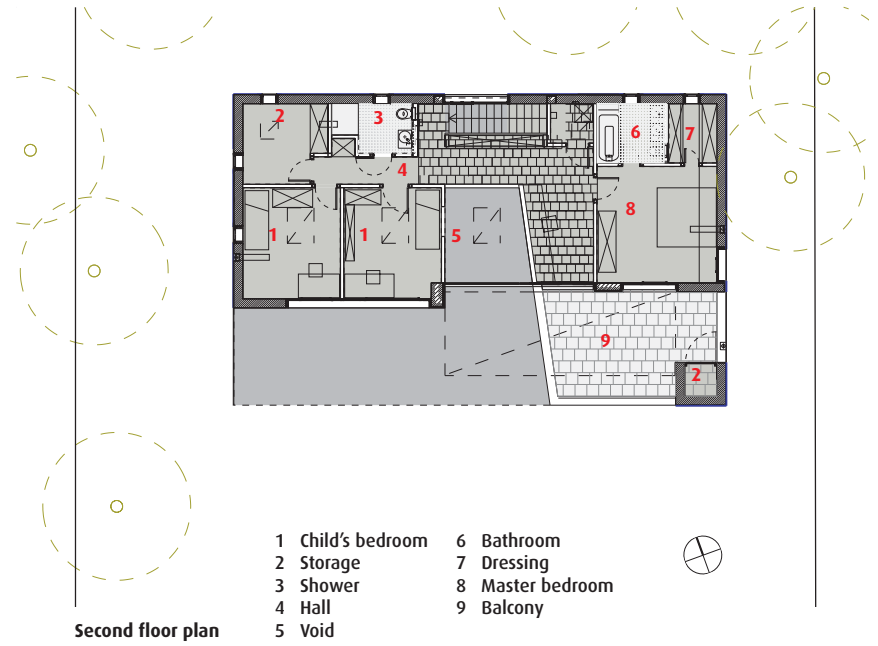 2
3
6
7
4
8
1
1
5
9
2
1 Child's bedroom
2 Storage
3 Shower
4 Hall
5 Void
6 Bathroom
7 Dressing
8 Master bedroom
9 Balcony
Second floor plan